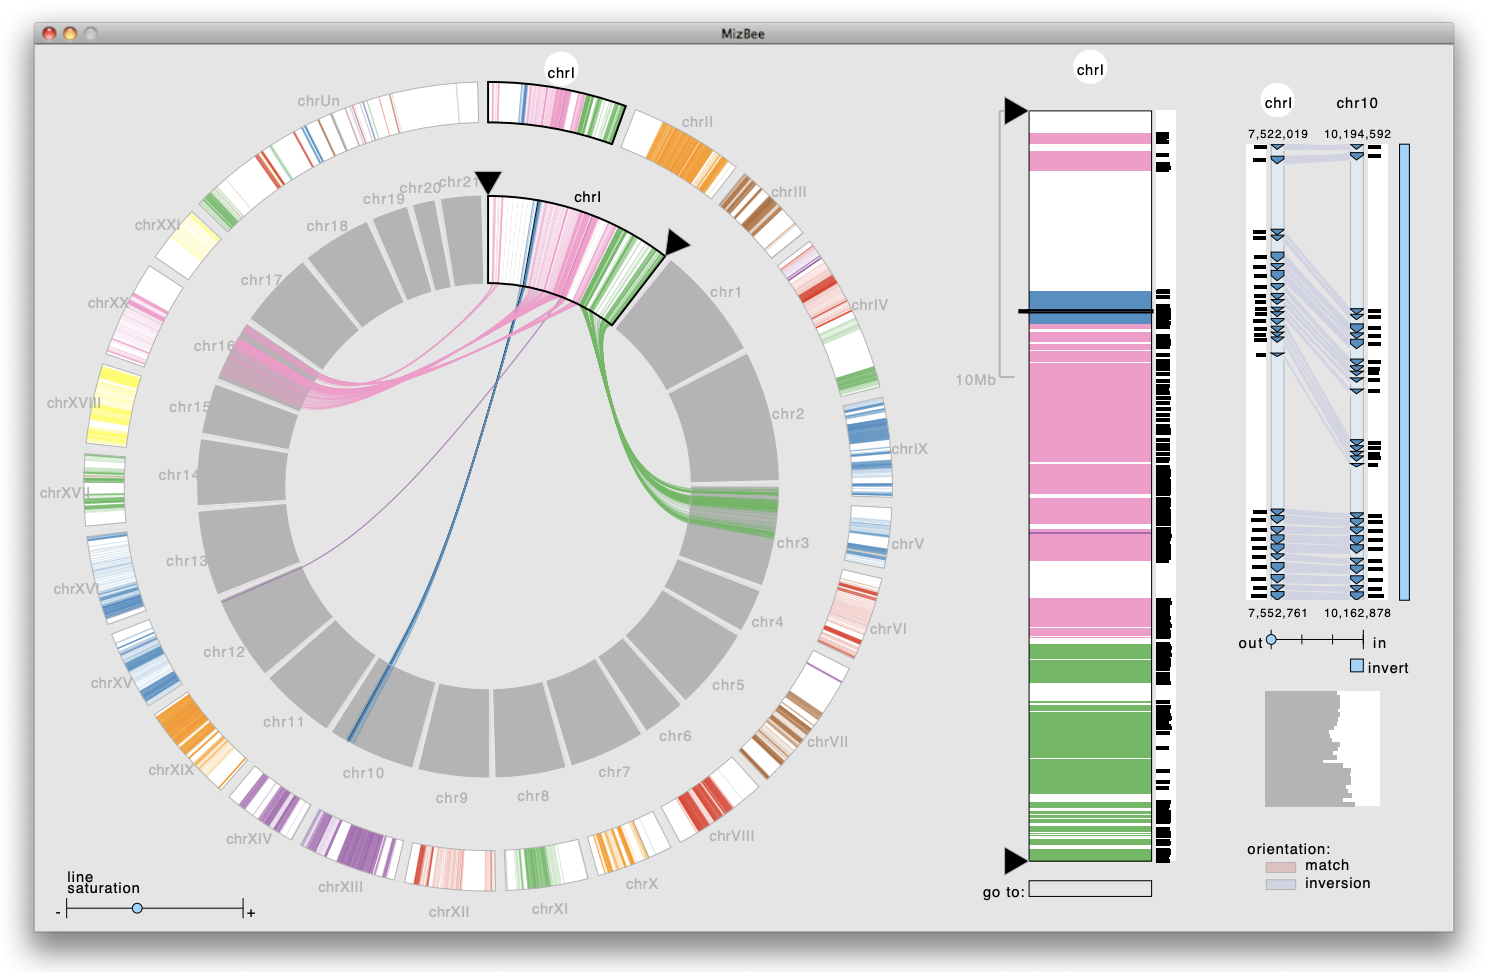 MizBee
chrI
chrUn
chrII
chrIII
chrIV
chrIX
chrV
chrVI
chrVII
chrVIII
chrX
chrXI
chrXII
chrXIII
chrXIV
chrXIX
chrXV
chrXVI
chrXVII
chrXVIII
chrXX
chrXXI
chrI
chr1
chr2
chr3
chr4
chr5
chr6
chr7
chr8
chr9
chr10
chr11
chr12
chr13
chr14
chr15
chr16
chr17
chr18
chr19
chr20
chr21
line
saturation
- +
chrI
10Mb
go to:
chrI chr10
7,522,019 10,194,592
7,552,761 10,162,878
out in
invert
orientation:
match
inversion